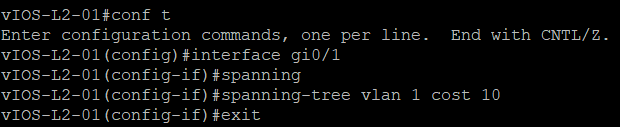 vIOS-L2-01#conf t
Enter configuration commands, one per line.  End with CNTL/Z.
vIOS-L2-01(config)#interface gi0/1
vIOS-L2-01(config-if)#spanning
vIOS-L2-01(config-if)#spanning-tree vlan 1 cost 10
vIOS-L2-01(config-if)#exit